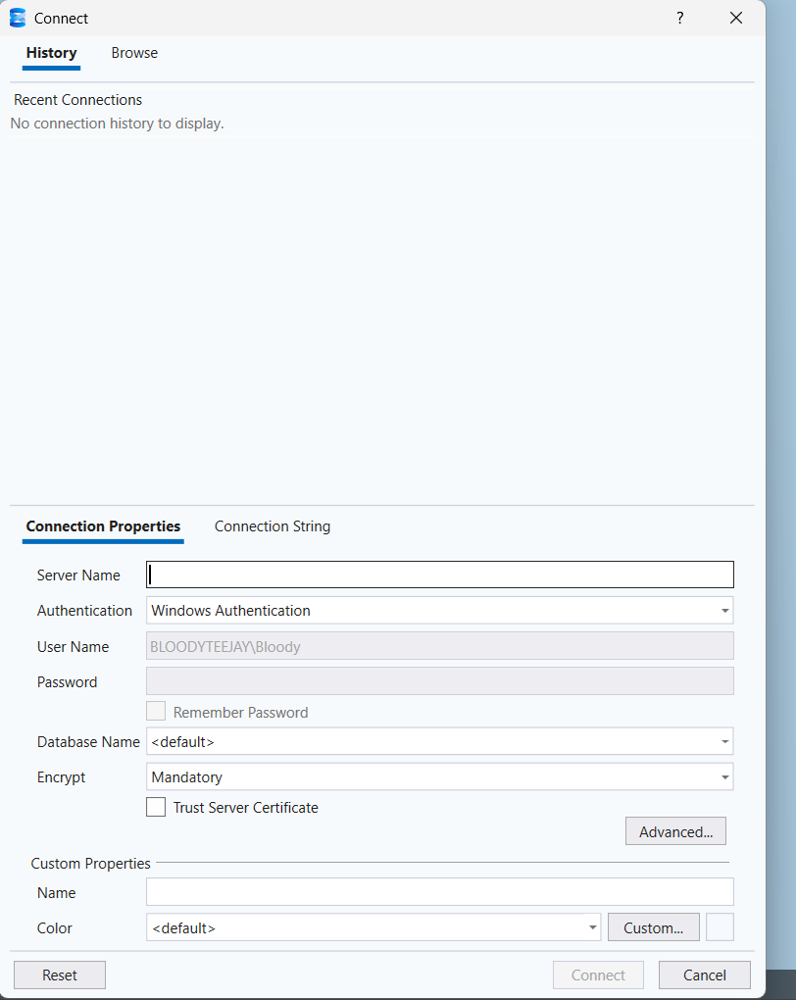 Connect ?
History Browse
Recent Connections
No connection history to display.
Connection Properties Connection String
Server Name
Authentication Windows Authentication
User Name BLOODYTEEJAY\Bloody
Password
Remember Password
Database Name <default>
Encrypt Mandatory
Trust Server Certificate
Advanced...
Custom Properties
Name
Color <default> Custom...
Reset Connect Cancel